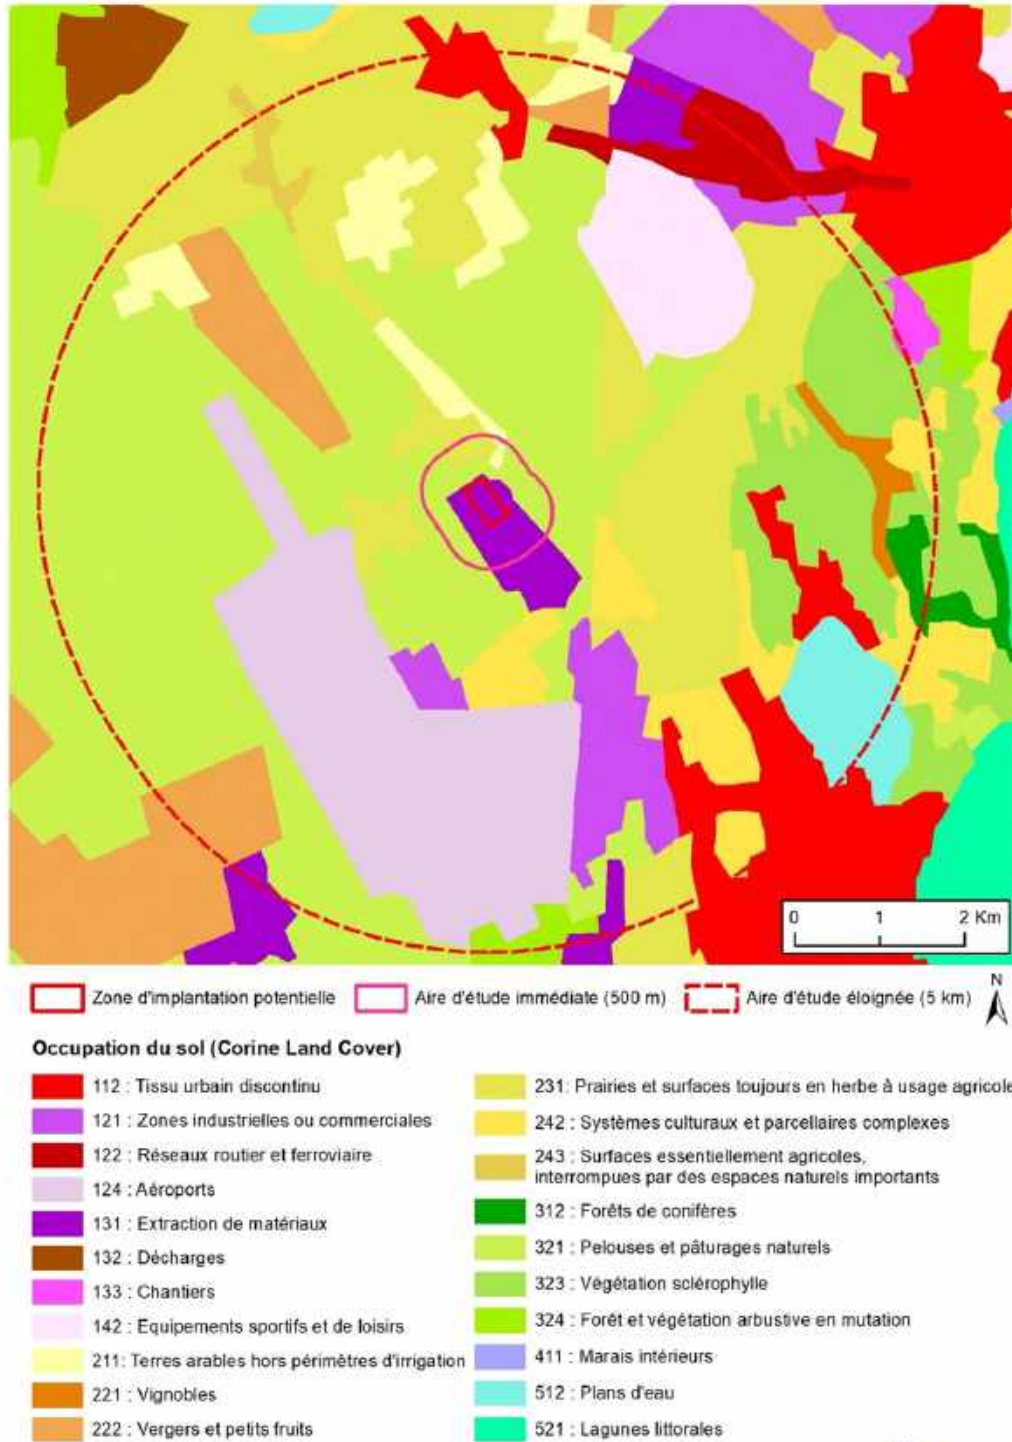 0 1 2 Km
Zone d'implantation potentielle
Aire d'étude immédiate (500 m)
Aire d'étude éloignée (5 km)
N
Occupation du sol (Corine Land Cover)
112 : Tissu urbain discontinu
121 : Zones industrielles ou commerciales
122 : Réseaux routier et ferroviaire
124 : Aéroports
131 : Extraction de matériaux
132 : Décharges
133 : Chantiers
142 : Equipements sportifs et de loisirs
211: Terres arables hors périmètres d'irrigation
221 : Vignobles
222 : Vergers et petits fruits
231: Prairies et surfaces toujours en herbe à usage agricole
242 : Systèmes culturaux et parcellaires complexes
243 : Surfaces essentiellement agricoles,
interrompues par des espaces naturels importants
312 : Forêts de conifères
321 : Pelouses et pâturages naturels
323 : Végétation sclérophylle
324 : Forêt et végétation arbustive en mutation
411 : Marais intérieurs
512 : Plans d'eau
521 : Lagunes littorales